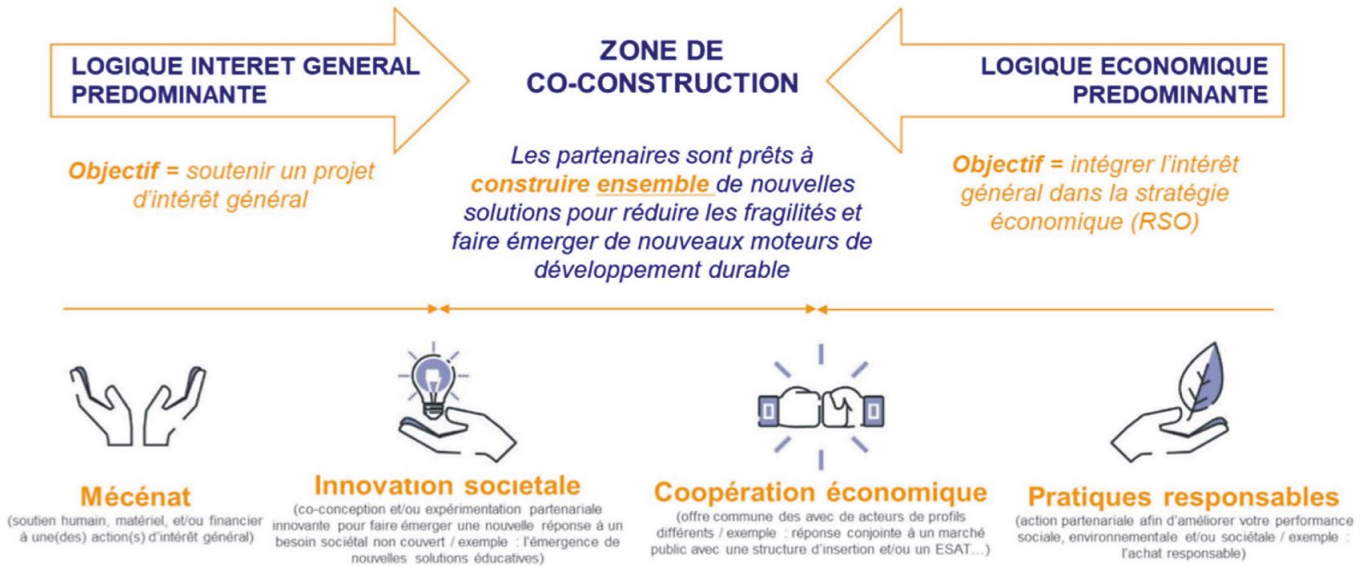 LOGIQUE INTERET GENERAL
PREDOMINANTE
ZONE DE
CO-CONSTRUCTION
LOGIQUE ECONOMIQUE
PREDOMINANTE
Objectif = soutenir un projet
d'intérêt général
Les partenaires sont prêts à
construire ensemble de nouvelles
solutions pour réduire les fragilités et
faire émerger de nouveaux moteurs de
développement durable
Objectif = intégrer l'intérêt
général dans la stratégie
économique (RSO)
Mécénat
(soutien humain, matériel, et/ou financier
à une(des) action(s) d'intérêt général)
Innovation societale
(co-conception et/ou expérimentation partenariale
innovante pour faire émerger une nouvelle réponse à un
besoin sociétal non couvert / exemple : l'émergence de
nouvelles solutions éducatives)
Coopération économique
(offre commune des avec de acteurs de profils
différents / exemple : réponse conjointe à un marché
public avec une structure d'insertion et/ou un ESAT...)
Pratiques responsables
(action partenariale afin d'améliorer votre performance
sociale, environnementale et/ou sociétale / exemple :
l'achat responsable)